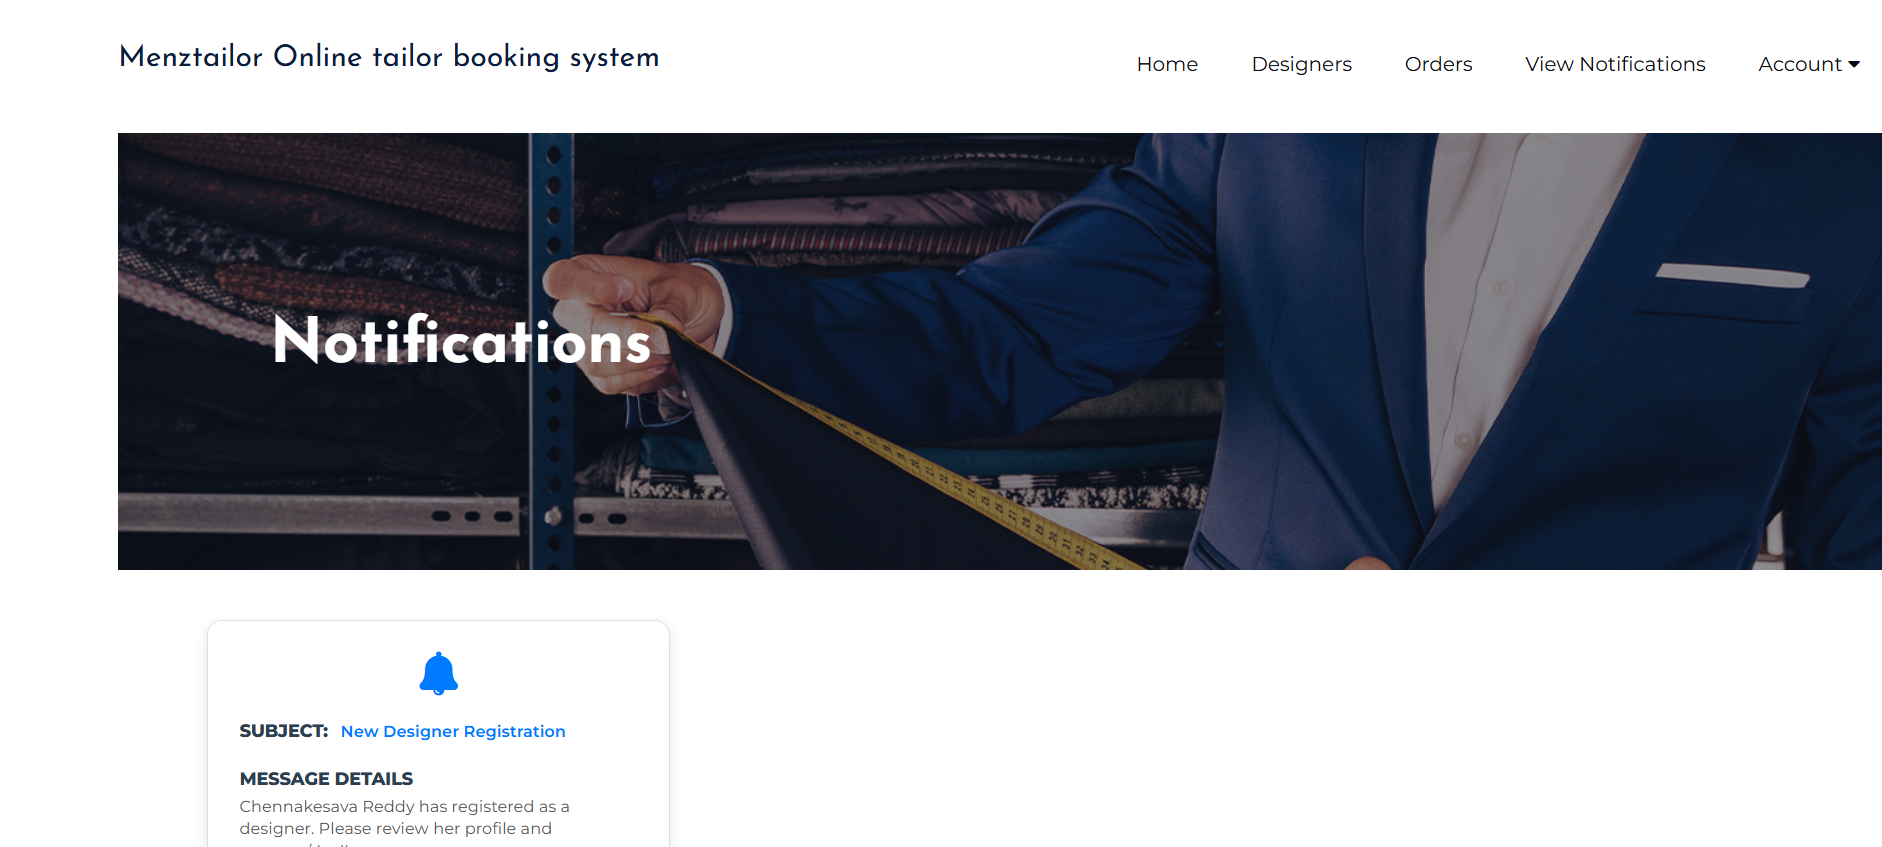 Menztailor Online tailor booking system
Home Designers Orders View Notifications Account
Notifications
SUBJECT: New Designer Registration
MESSAGE DETAILS
Chennakesava Reddy has registered as a
designer. Please review her profile and